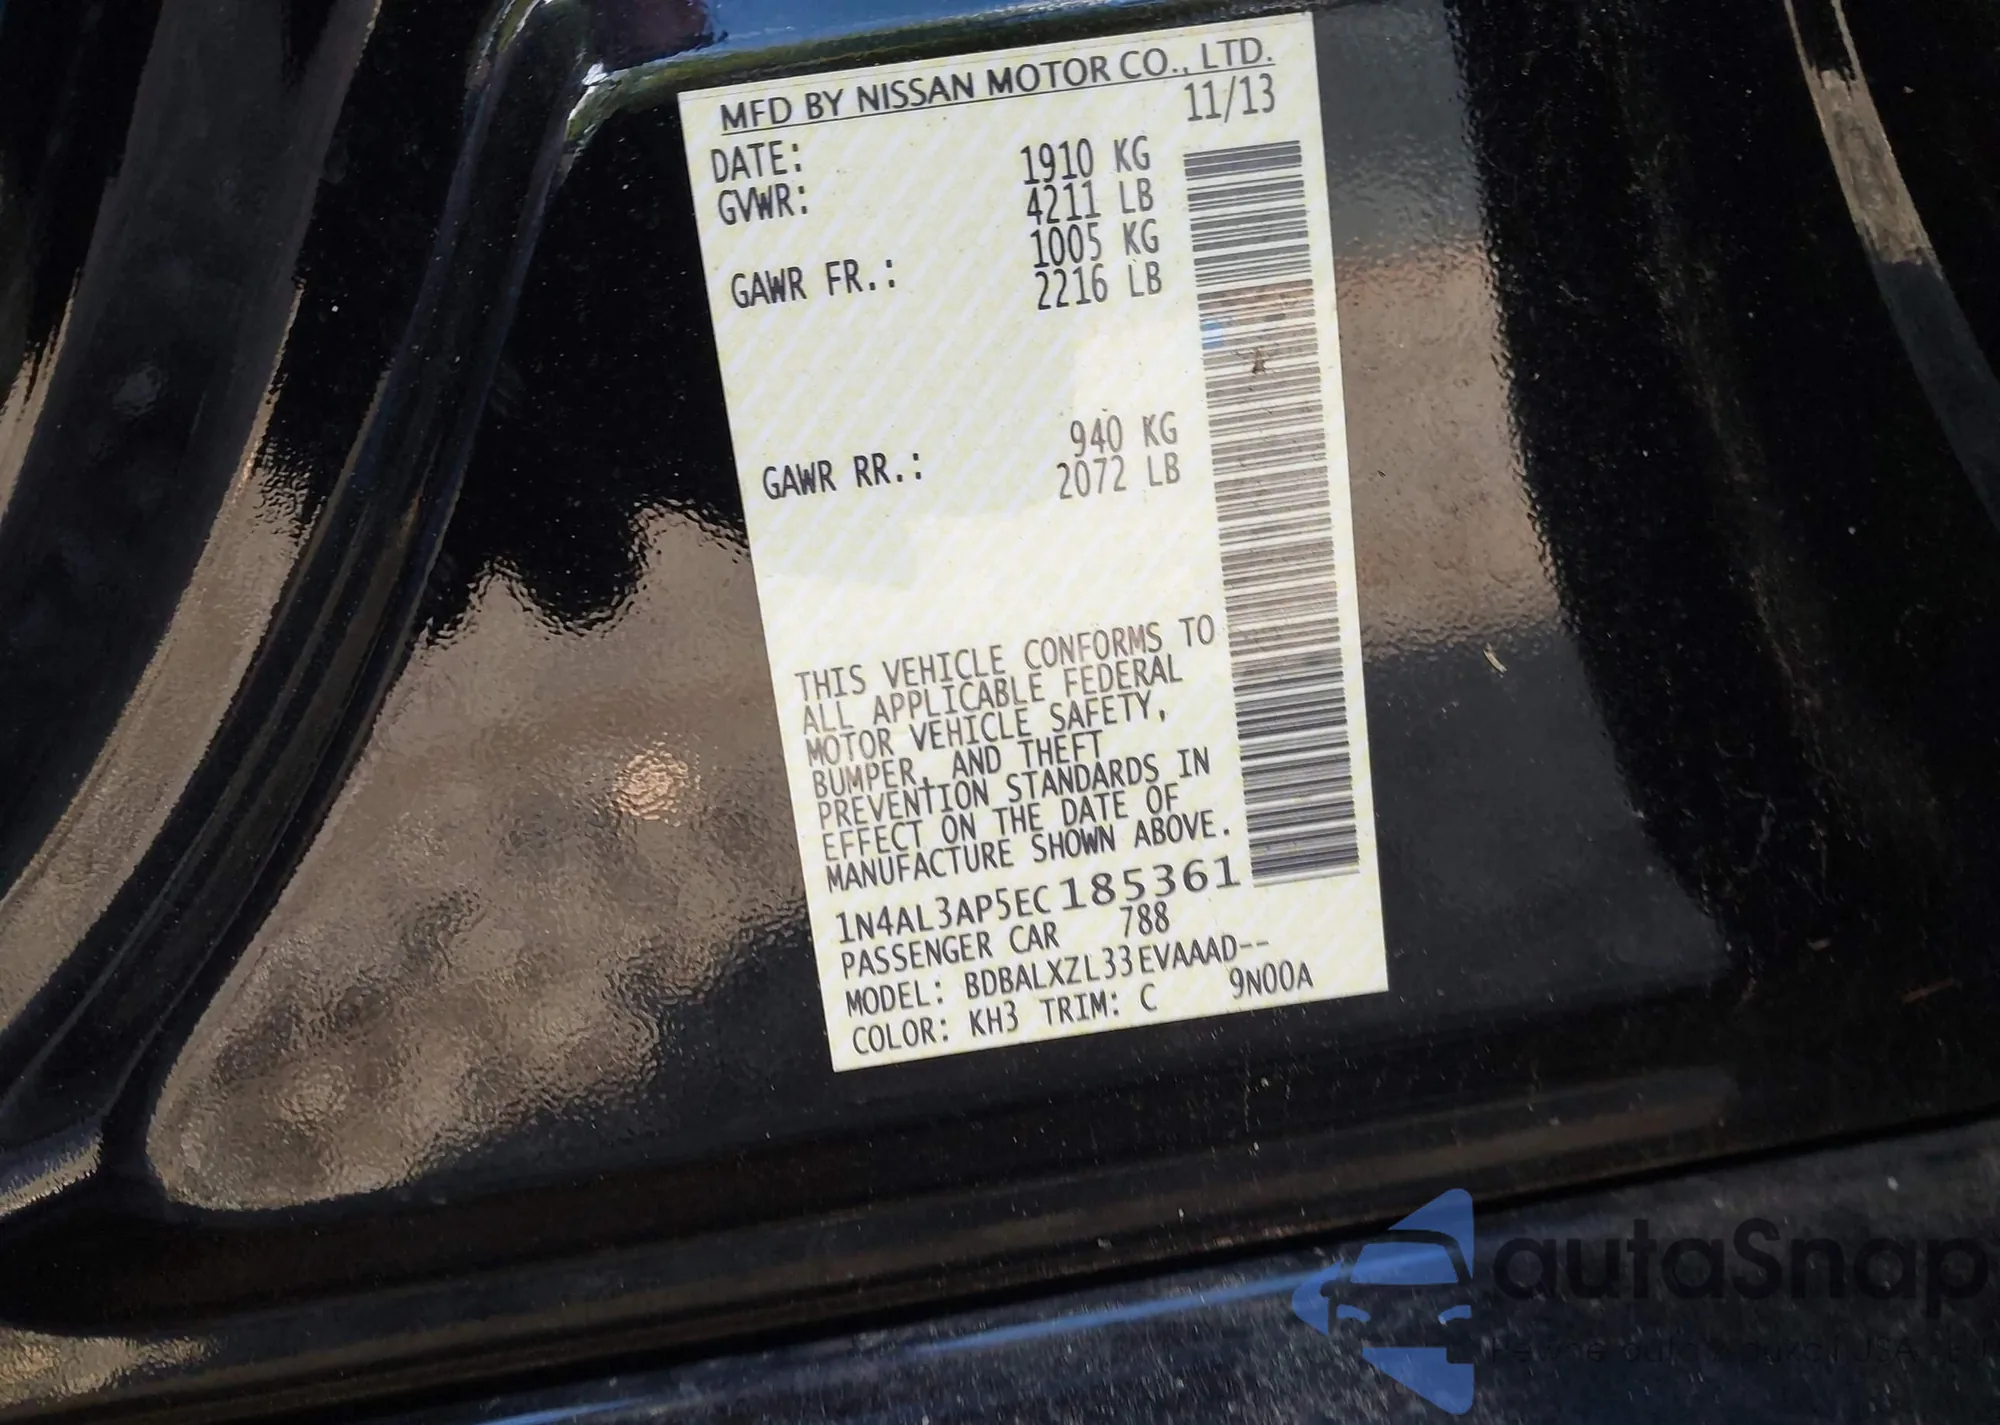 MFD BY NISSAN MOTOR CO., LTD.
DATE: 11/13
GVWR: 1910 KG
4211 LB
GAWR FR.: 1005 KG
2216 LB
GAWR RR.: 940 KG
2072 LB
THIS VEHICLE CONFORMS TO
ALL APPLICABLE FEDERAL
MOTOR VEHICLE SAFETY,
BUMPER, AND THEFT
PREVENTION STANDARDS IN
EFFECT ON THE DATE OF
MANUFACTURE SHOWN ABOVE.
1N4AL3AP5EC185361
PASSENGER CAR 788
MODEL: BDBALXZL33EVAAAD--
COLOR: KH3 TRIM: C 9N00A
autaSnap